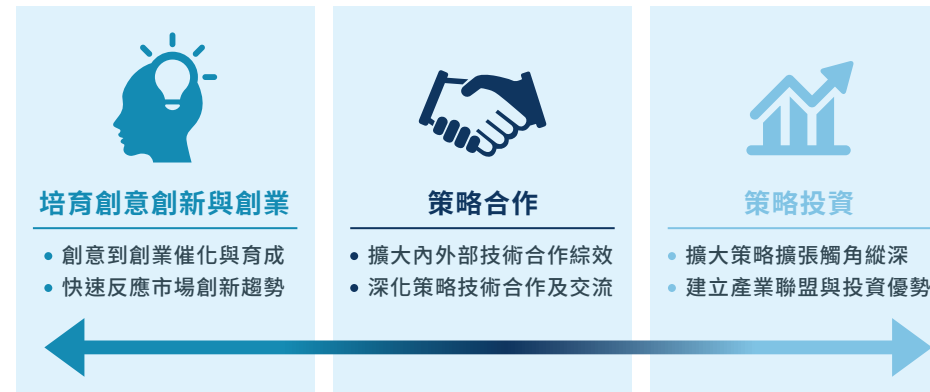 培育創意創新與創業
• 創意到創業催化與育成
• 快速反應市場創新趨勢
策略合作
• 擴大內外部技術合作綜效
• 深化策略技術合作及交流
策略投資
• 擴大策略擴張觸角縱深
• 建立產業聯盟與投資優勢